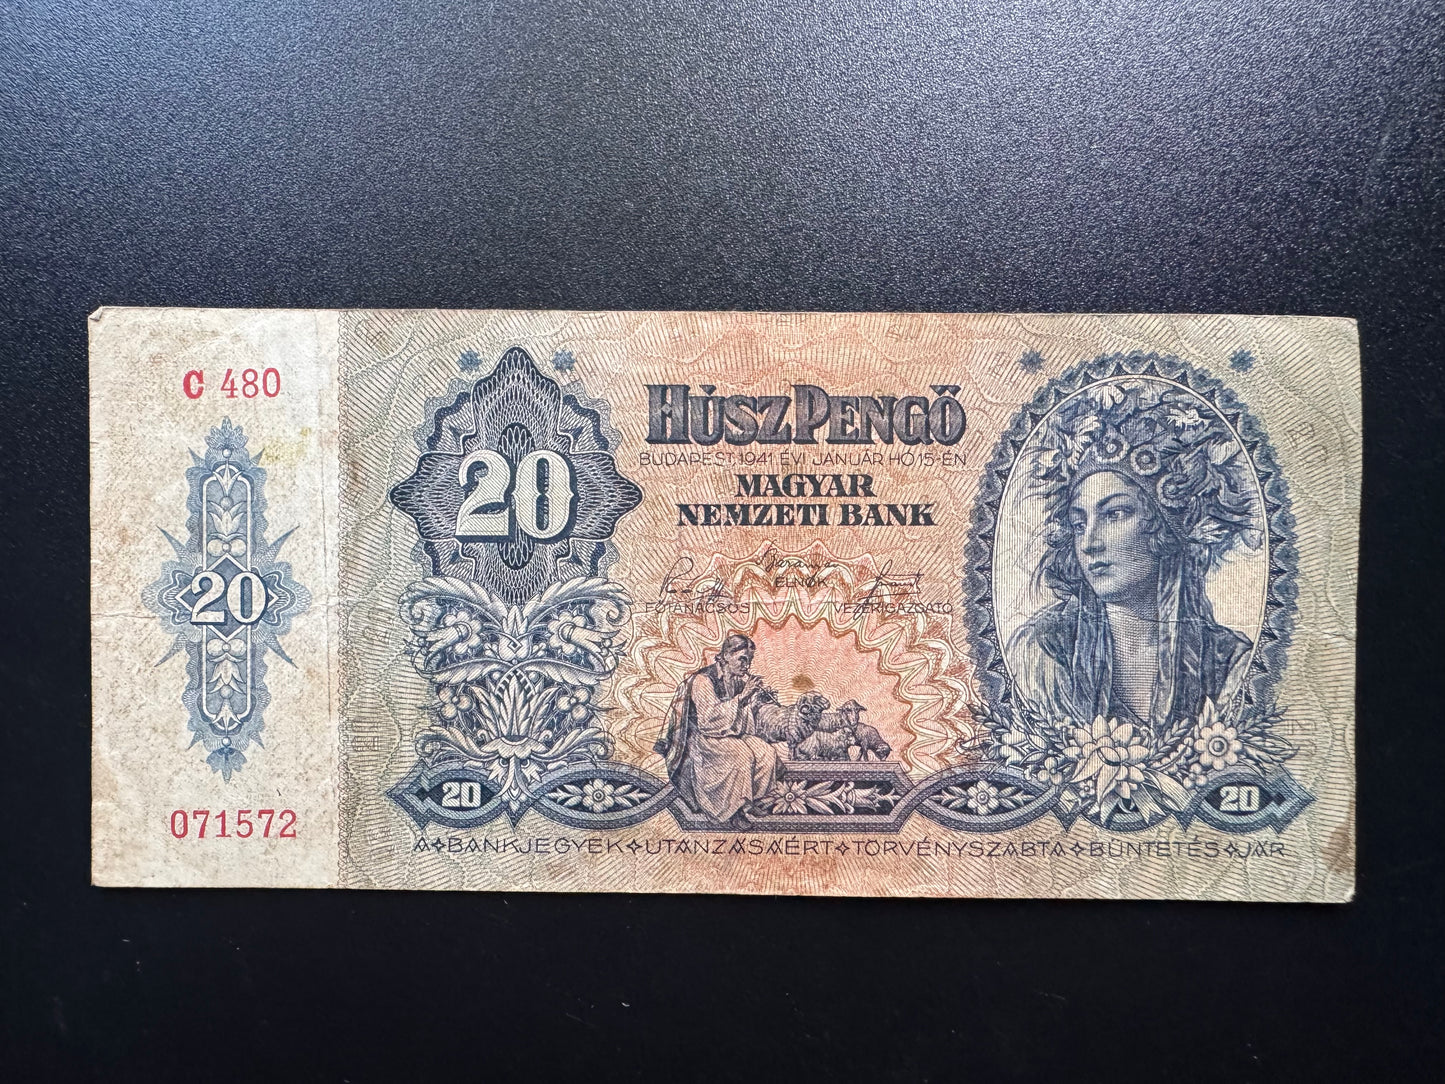 C 480
20
071572
20
HÚSZ PENGŐ
BUDAPEST 1941 ÉVI JANUÁR HÓ 15-ÉN
MAGYAR
NEMZETI BANK
ELNÖK
FŐTANÁCSOS VEZÉRIGAZGATÓ
20 20
A BANKJEGYEK UTÁNZÁSÁÉRT TÖRVÉNYSZABTA BÜNTETÉS JÁR